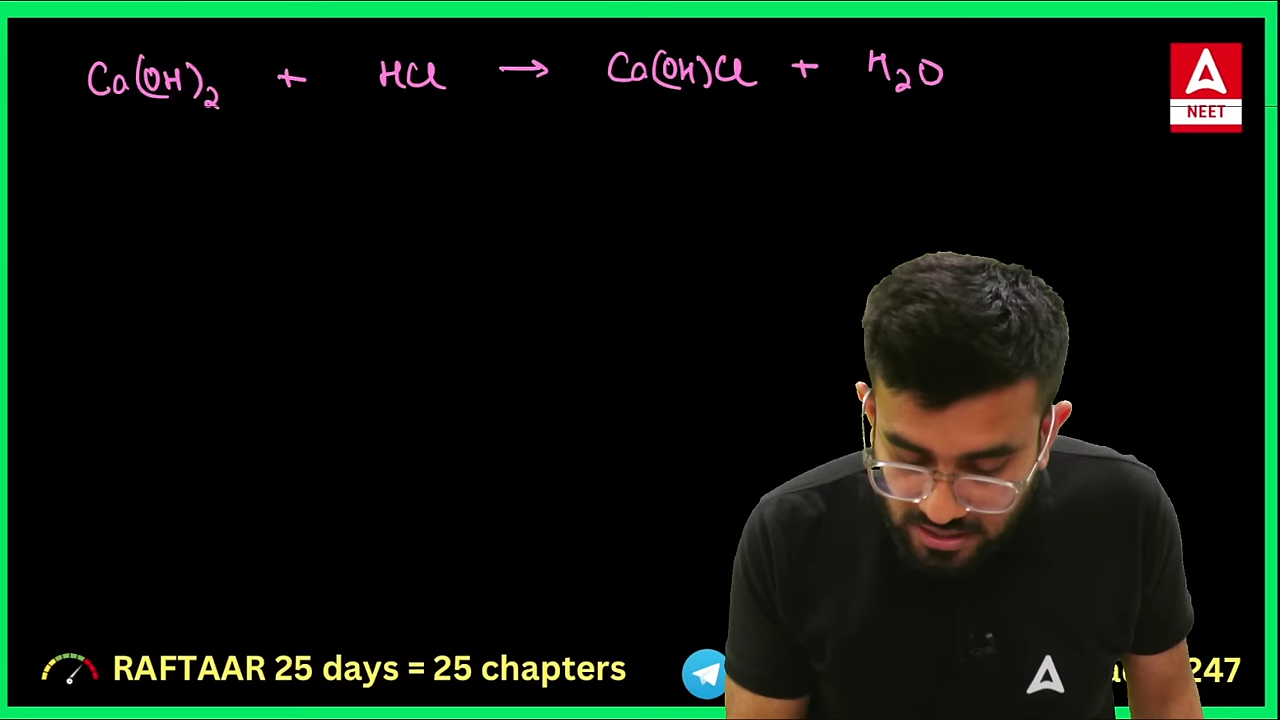 Ca(OH)₂ + HCl → Ca(OH)Cl + H₂O
NEET
RAFTAAR 25 days = 25 chapters
247